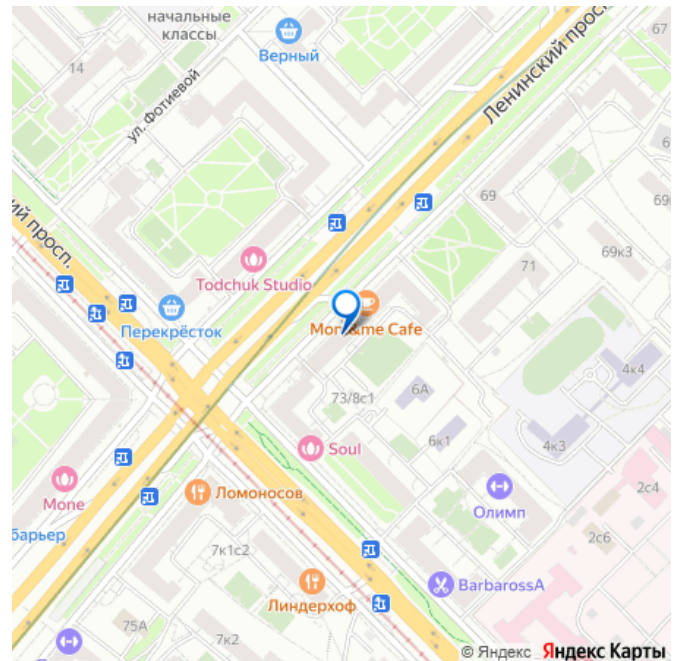 начальные
классы
Верный
14
ул. Фотиевой
Ленинский просп.
67
69
69к3
71
ий просп.
Todchuk Studio
Перекрёсток
Mon&me Cafe
4к4
73/8с1
6А
6к1
4к3
Soul
2с4
Mone
Ломоносов
Олимп
2с6
барьер
7к1с2
BarbarossA
Линдерхоф
75А
7к2
© Яндекс Яндекс Карты